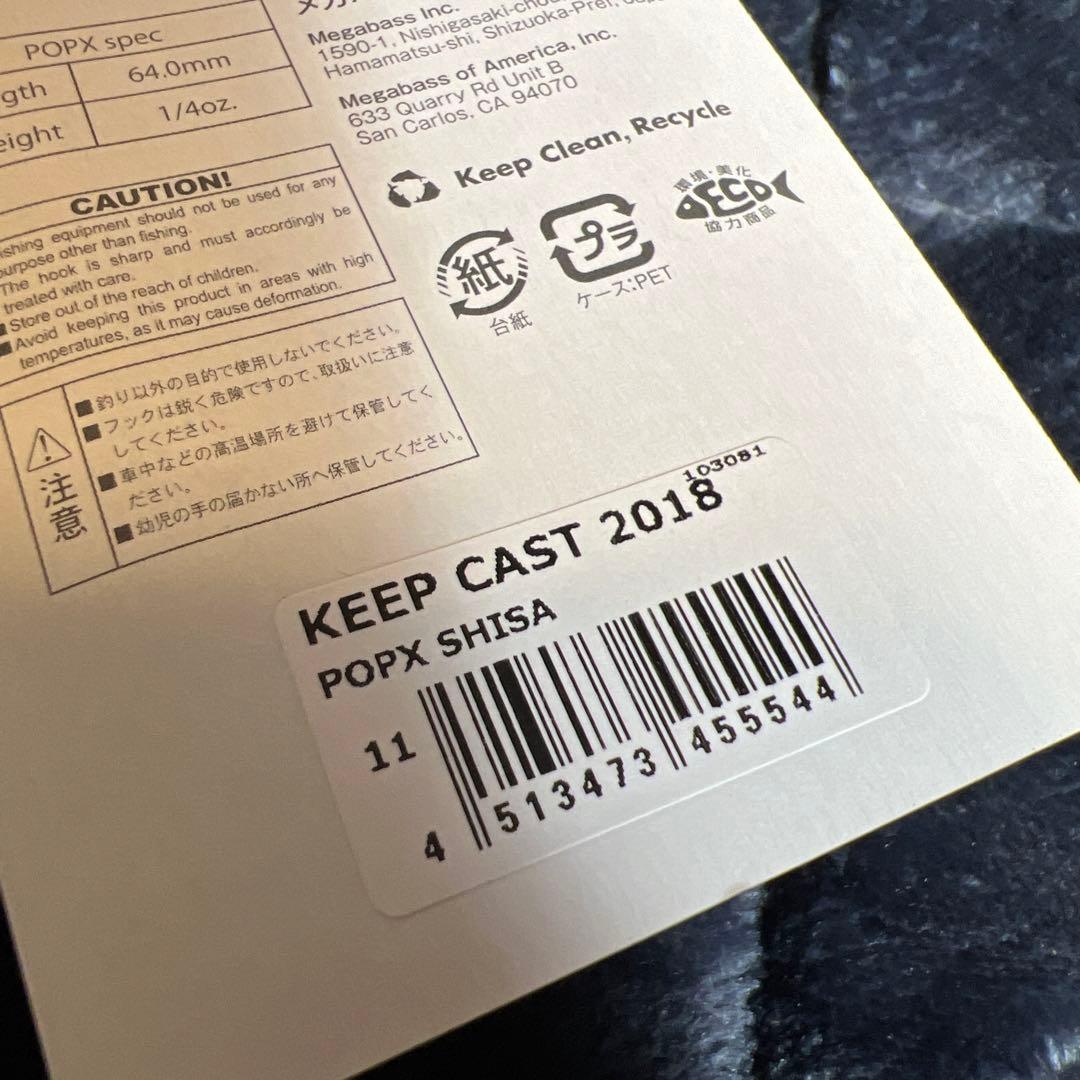 POPX spec
64.0mm
1/4oz.
Megabass Inc.
1590-1, Nishigasaki-chou
Hamamatsu-shi, Shizuoka-Pref
Megabass of America, Inc.
633 Quarry Rd Unit B
San Carlos, CA 94070
Keep Clean, Recycle
紙
台紙
プラ
ケース:PET
環境・美化
ECO
協力商品
CAUTION!
equipment should not be used for any
purpose other than fishing.
The hook is sharp and must accordingly be
treated with care.
■Store out of the reach of children.
■Avoid keeping this product in areas with high
temperatures, as it may cause deformation.
注意
■釣り以外の目的で使用しないでください。
■フックは鋭く危険ですので、取扱いに注意
してください。
■車中などの高温場所を避けて保管してく
ださい。
■幼児の手の届かない所へ保管してください。
103081
KEEP CAST 2018
POPX SHISA
11
4 513473 455544